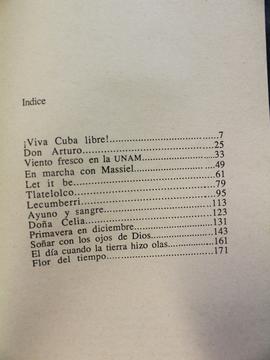 Indice
¡Viva Cuba libre!.....................7
Don Arturo...........................25
Viento fresco en la UNAM.............33
En marcha con Massiel................49
Let it be............................61
Tlatelolco...........................79
Lecumberri...........................95
Ayuno y sangre......................113
Doña Celia..........................123
Primavera en diciembre..............131
Soñar con los ojos de Dios..........143
El día cuando la tierra hizo olas...161
Flor del tiempo.....................171